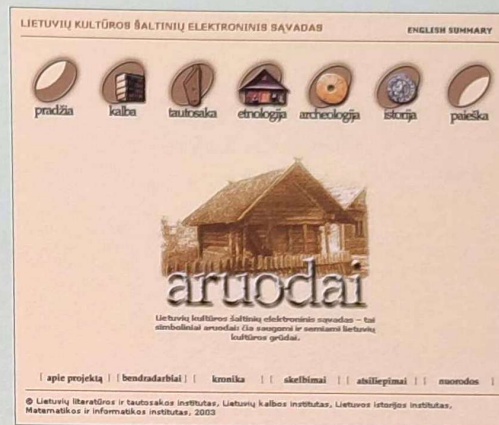 LIETUVIŲ KULTŪROS ŠALTINIŲ ELEKTRONINIS SĄVADAS
ENGLISH SUMMARY
pradžia kalba tautosaka etnologija archeologija istorija paieška
aruodai
Lietuvių kultūros šaltinių elektroninis sąvadas – tai
simboliniai aruodai: čia saugomi ir semiami lietuvių
kultūros grūdai.
[ apie projektą ] [ bendradarbiai ] [ kronika ] [ skelbimai ] [ atsiliepimai ] [ nuorodos ]
© Lietuvių literatūros ir tautosakos institutas, Lietuvių kalbos institutas, Lietuvos istorijos institutas,
Matematikos ir informatikos institutas, 2003